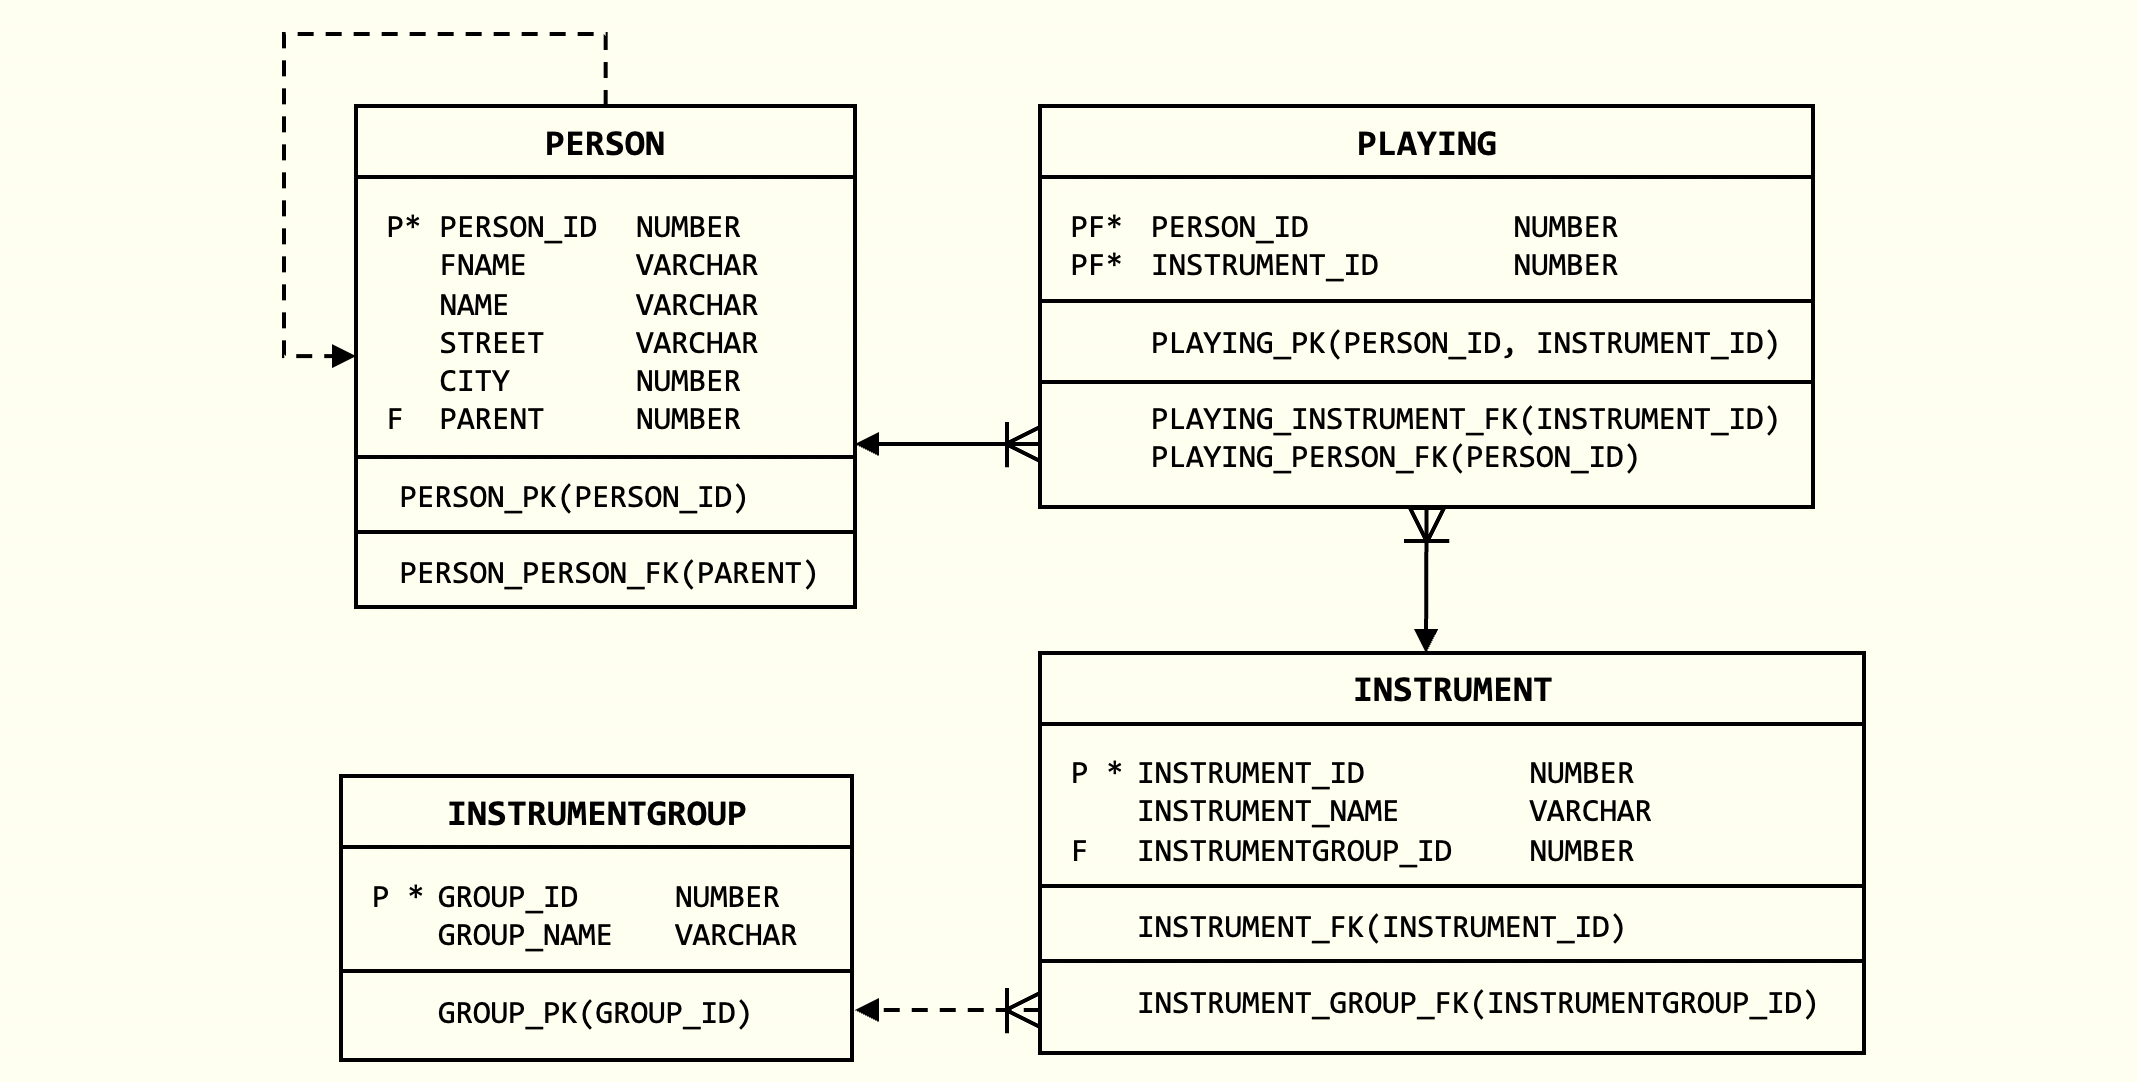 PERSON
P* PERSON_ID NUMBER
FNAME VARCHAR
NAME VARCHAR
STREET VARCHAR
CITY NUMBER
F PARENT NUMBER
PERSON_PK(PERSON_ID)
PERSON_PERSON_FK(PARENT)
PLAYING
PF* PERSON_ID NUMBER
PF* INSTRUMENT_ID NUMBER
PLAYING_PK(PERSON_ID, INSTRUMENT_ID)
PLAYING_INSTRUMENT_FK(INSTRUMENT_ID)
PLAYING_PERSON_FK(PERSON_ID)
INSTRUMENT
P * INSTRUMENT_ID NUMBER
INSTRUMENT_NAME VARCHAR
F INSTRUMENTGROUP_ID NUMBER
INSTRUMENT_FK(INSTRUMENT_ID)
INSTRUMENT_GROUP_FK(INSTRUMENTGROUP_ID)
INSTRUMENTGROUP
P * GROUP_ID NUMBER
GROUP_NAME VARCHAR
GROUP_PK(GROUP_ID)